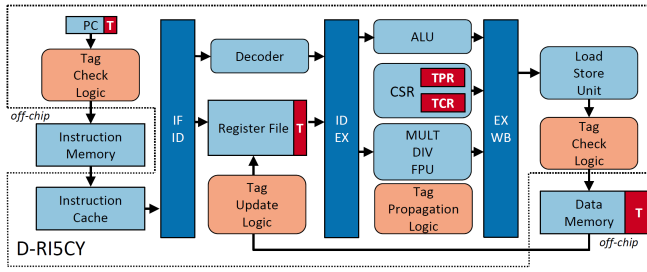 PC T
Tag
Check
Logic
off-chip
Instruction
Memory
Instruction
Cache
D-RI5CY
IF
ID
Decoder
Register File T
Tag
Update
Logic
ID
EX
ALU
CSR
TPR
TCR
MULT
DIV
FPU
Tag
Propagation
Logic
EX
WB
Load
Store
Unit
Tag
Check
Logic
Data
Memory
T
off-chip